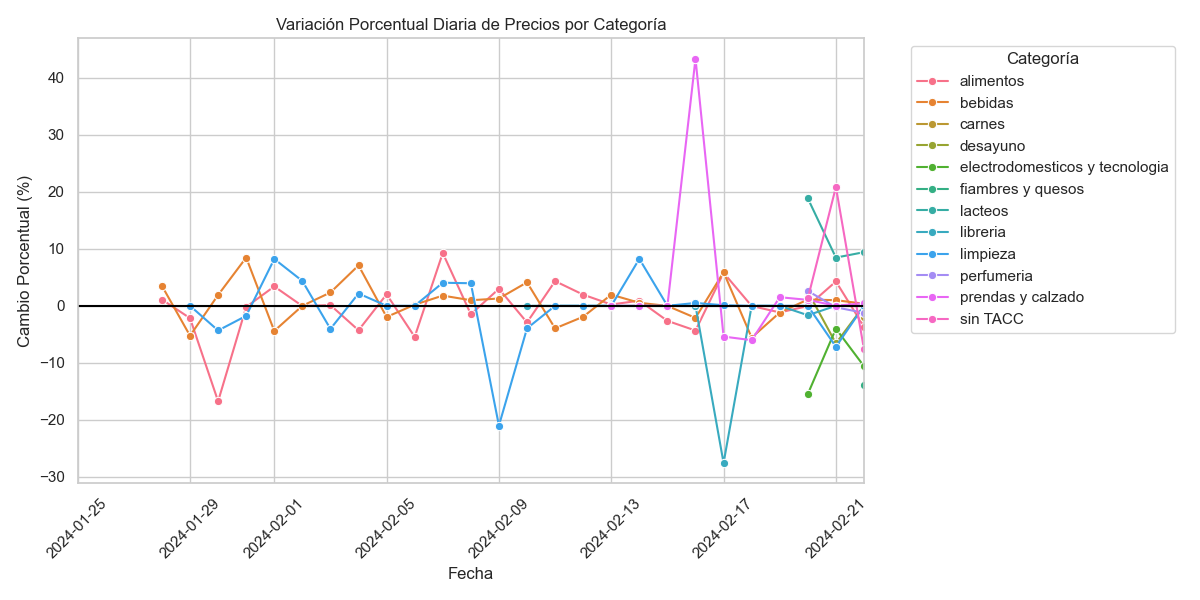 Variación Porcentual Diaria de Precios por Categoría
Cambio Porcentual (%)
40
30
20
10
0
−10
−20
−30
2024-01-25
2024-01-29
2024-02-01
2024-02-05
2024-02-09
2024-02-13
2024-02-17
2024-02-21
Fecha
Categoría
alimentos
bebidas
carnes
desayuno
electrodomesticos y tecnologia
fiambres y quesos
lacteos
libreria
limpieza
perfumeria
prendas y calzado
sin TACC